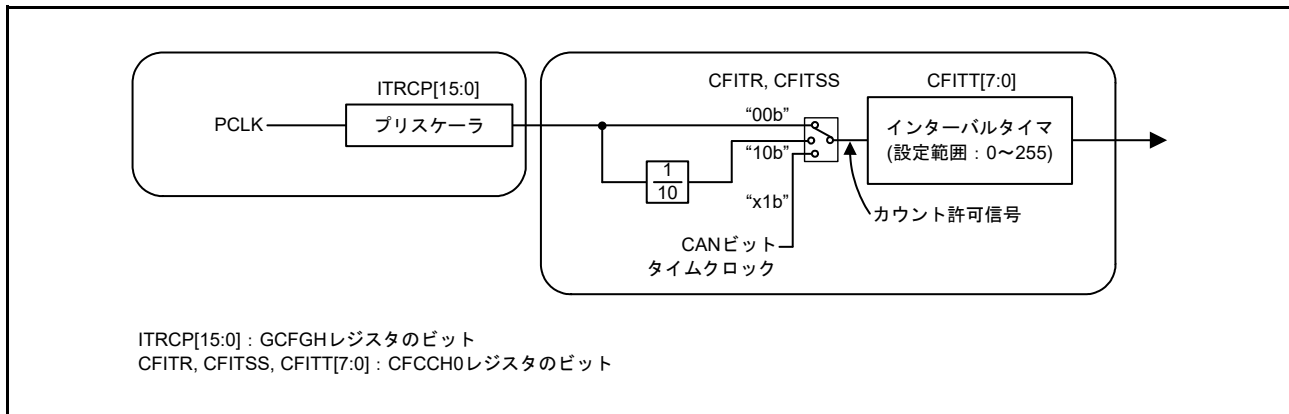 ITRCP[15:0]
PCLK
プリスケーラ
CFITR, CFITSS
CFITT[7:0]
“00b”
“10b”
“x1b”
1
10
インターバルタイマ
(設定範囲：0～255)
カウント許可信号
CANビット
タイムクロック
ITRCP[15:0]：GCFGHレジスタのビット
CFITR, CFITSS, CFITT[7:0]：CFCCH0レジスタのビット